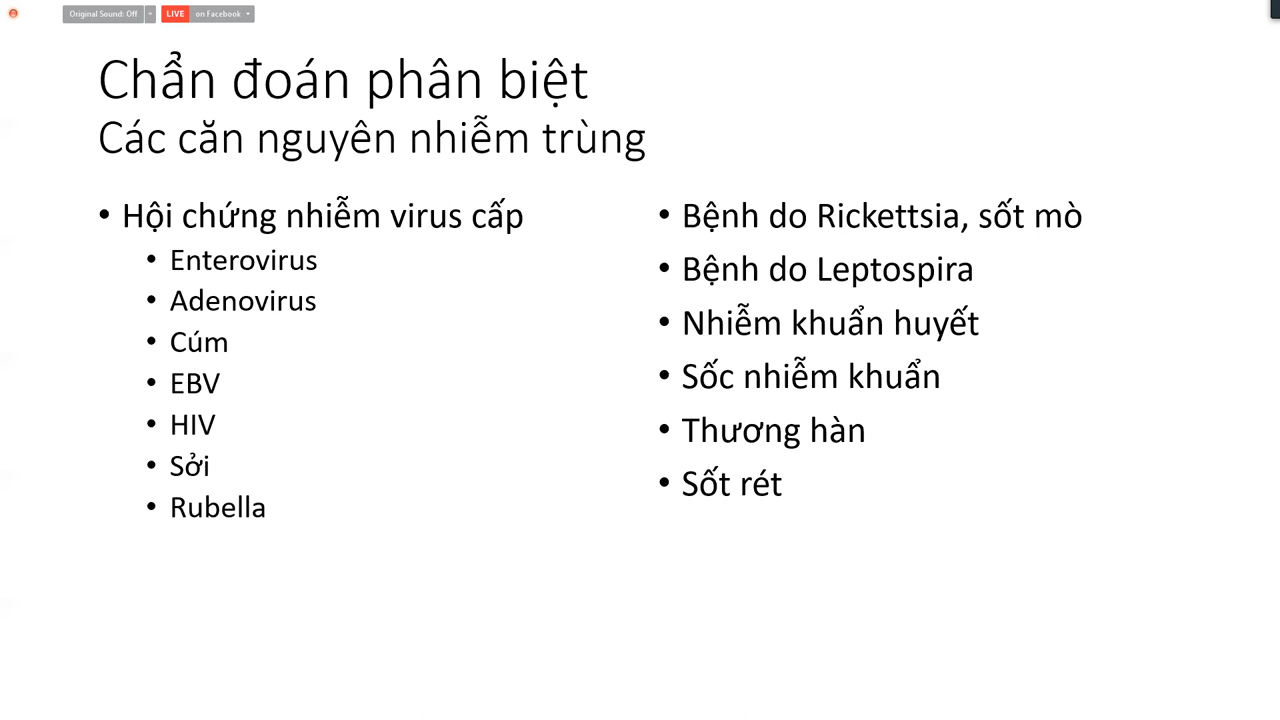 Original Sound: Off
LIVE on Facebook
Chẩn đoán phân biệt
Các căn nguyên nhiễm trùng
• Hội chứng nhiễm virus cấp
• Enterovirus
• Adenovirus
• Cúm
• EBV
• HIV
• Sởi
• Rubella
• Bệnh do Rickettsia, sốt mò
• Bệnh do Leptospira
• Nhiễm khuẩn huyết
• Sốc nhiễm khuẩn
• Thương hàn
• Sốt rét